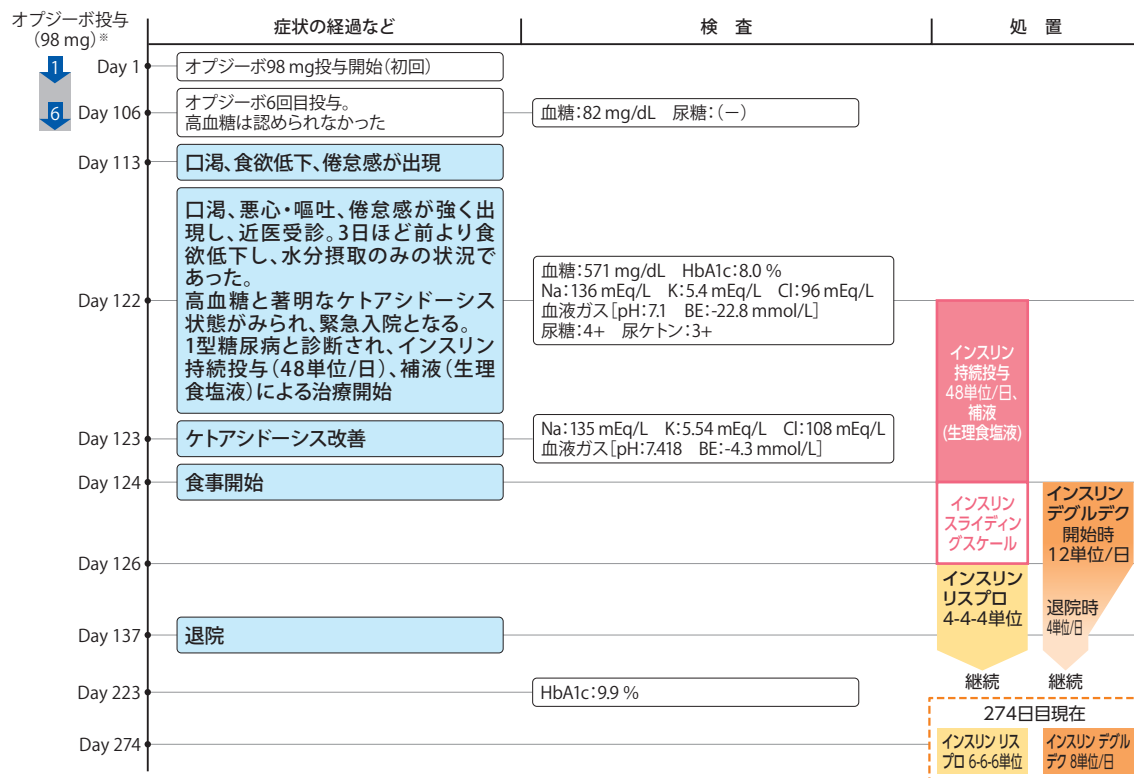 オプジーボ投与
(98 mg)※
症状の経過など
検 査
処 置
1
Day 1
オプジーボ98 mg投与開始(初回)
6
Day 106
オプジーボ6回目投与。
高血糖は認められなかった
血糖:82 mg/dL 尿糖:(−)
Day 113
口渇、食欲低下、倦怠感が出現
Day 122
口渇、悪心・嘔吐、倦怠感が強く出
現し、近医受診。3日ほど前より食
欲低下し、水分摂取のみの状況で
あった。
高血糖と著明なケトアシドーシス
状態がみられ、緊急入院となる。
1型糖尿病と診断され、インスリン
持続投与(48単位/日)、補液(生理
食塩液)による治療開始
血糖:571 mg/dL HbA1c:8.0 %
Na:136 mEq/L K:5.4 mEq/L Cl:96 mEq/L
血液ガス[pH:7.1 BE:-22.8 mmol/L]
尿糖:4+ 尿ケトン:3+
インスリン
持続投与
48単位/日、
補液
(生理食塩液)
Day 123
ケトアシドーシス改善
Na:135 mEq/L K:5.54 mEq/L Cl:108 mEq/L
血液ガス[pH:7.418 BE:-4.3 mmol/L]
Day 124
食事開始
インスリン
スライディン
グスケール
インスリン
デグルデク
開始時
12単位/日
Day 126
インスリン
リスプロ
4-4-4単位
退院時
4単位/日
Day 137
退院
継続
継続
Day 223
HbA1c:9.9 %
274日目現在
Day 274
インスリン リス
プロ 6-6-6単位
インスリン デグル
デク 8単位/日